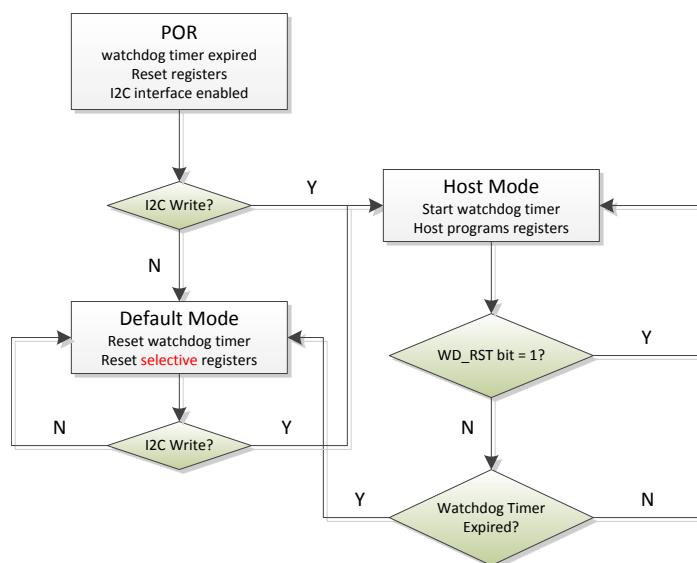 POR
watchdog timer expired
Reset registers
I2C interface enabled
I2C Write?
Y
N
Host Mode
Start watchdog timer
Host programs registers
Default Mode
Reset watchdog timer
Reset selective registers
WD_RST bit = 1?
Y
N
I2C Write?
N
Y
Watchdog Timer
Expired?
Y
N